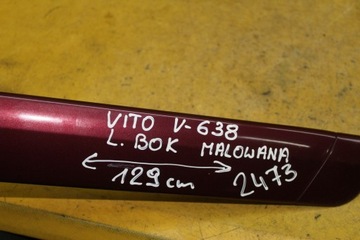 VITO V-638
L. BOK MALOWANA
129 cm 2473